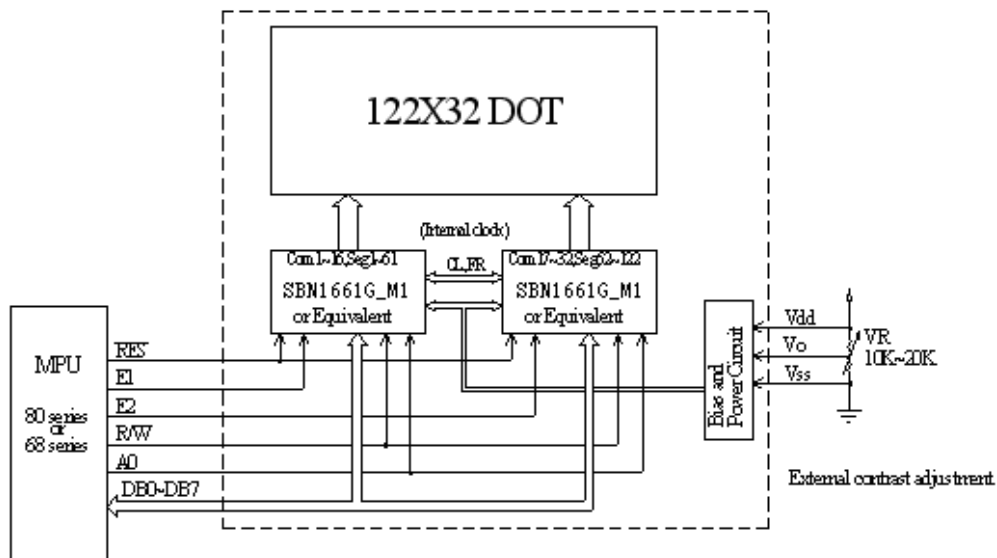 122X32 DOT
(Internal clock)
Com1~16,Seg1~61
SBN1661G_M1
or Equivalent
CL,FR
Com17~32,Seg62~122
SBN1661G_M1
or Equivalent
MPU
80 series
or
68 series
RES
E1
E2
R/W
A0
DB0~DB7
Bias and
Power Circuit
Vdd
Vo
Vss
VR
10K~20K
External contrast adjustment